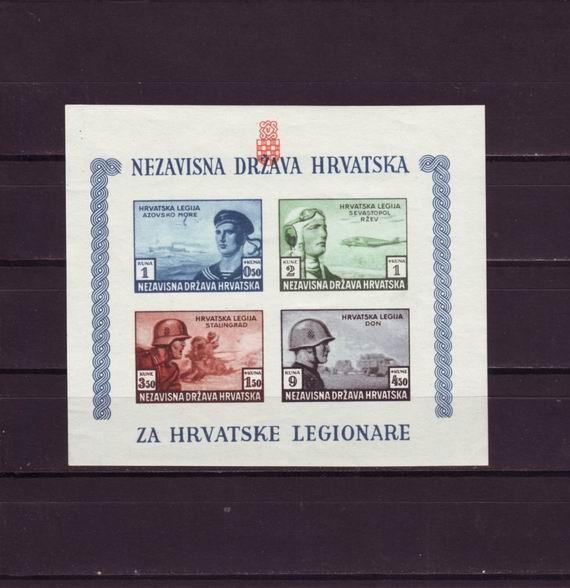 NEZAVISNA DRŽAVA HRVATSKA
HRVATSKA LEGIJA
AZOVSKO MORE
KUNA
1
+KUNA
0.50
NEZAVISNA DRŽAVA HRVATSKA
HRVATSKA LEGIJA
SEVASTOPOL
RŽEV
KUNE
2
+KUNA
1
NEZAVISNA DRŽAVA HRVATSKA
HRVATSKA LEGIJA
STALINGRAD
KUNE
3.50
+KUNA
1.50
NEZAVISNA DRŽAVA HRVATSKA
HRVATSKA LEGIJA
DON
KUNA
9
+KUNE
4.50
NEZAVISNA DRŽAVA HRVATSKA
ZA HRVATSKE LEGIONARE